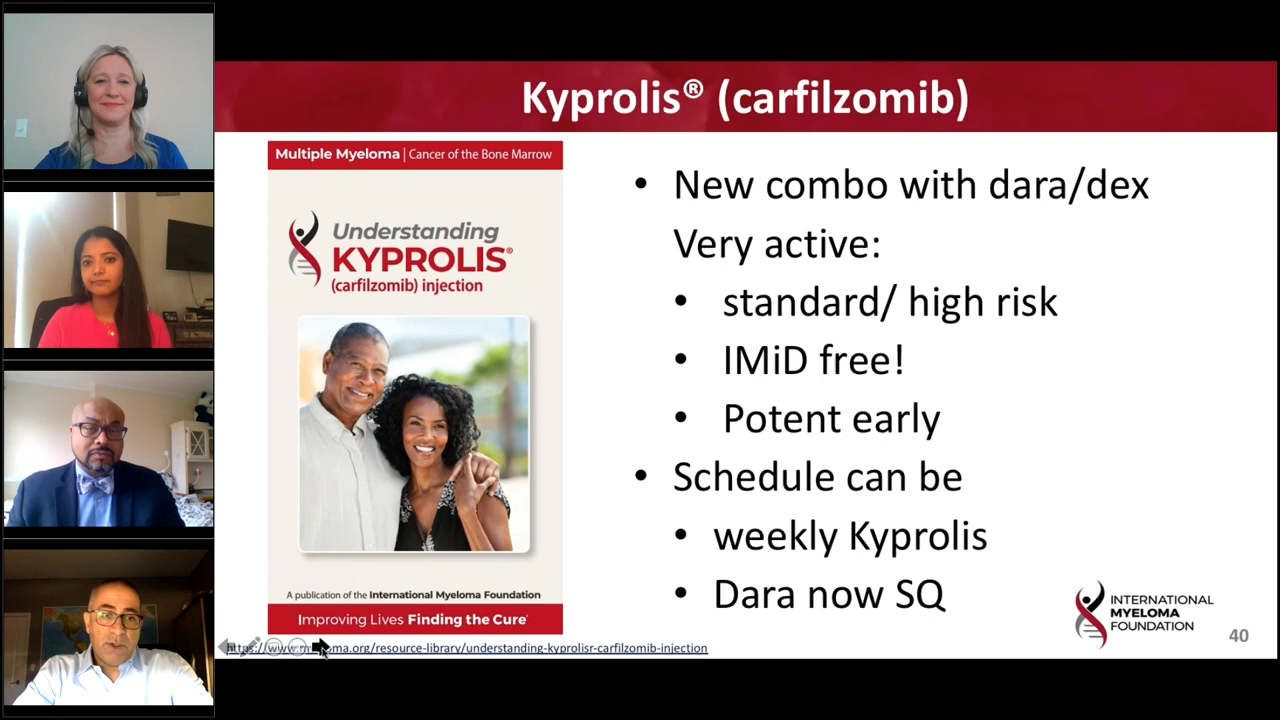 Kyprolis® (carfilzomib)
Multiple Myeloma | Cancer of the Bone Marrow
Understanding
KYPROLIS®
(carfilzomib) injection
A publication of the International Myeloma Foundation
Improving Lives Finding the Cure
• New combo with dara/dex
Very active:
• standard/ high risk
• IMiD free!
• Potent early
• Schedule can be
• weekly Kyprolis
• Dara now SQ
INTERNATIONAL
MYELOMA
FOUNDATION
40
https://www.myeloma.org/resource-library/understanding-kyprolisr-carfilzomib-injection